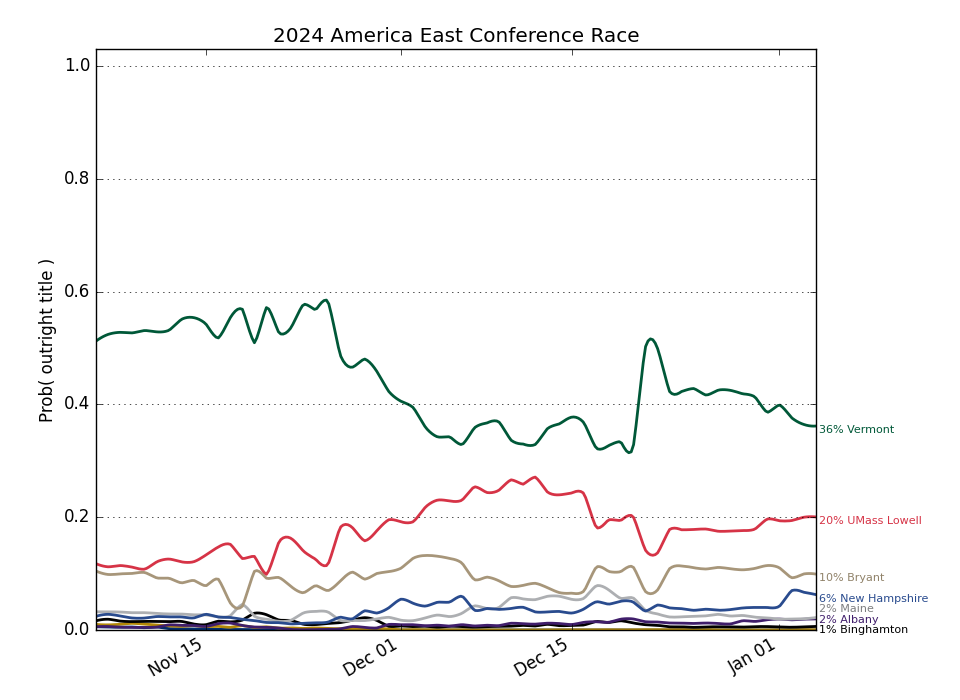 2024 America East Conference Race
1.0
0.8
0.6
0.4
0.2
0.0
Prob( outright title )
36% Vermont
20% UMass Lowell
10% Bryant
6% New Hampshire
2% Maine
2% Albany
1% Binghamton
Nov 15
Dec 01
Dec 15
Jan 01